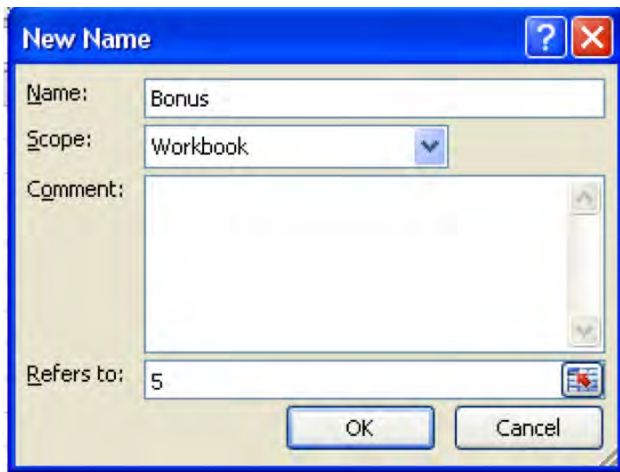 New Name
Name: Bonus
Scope: Workbook
Comment:
Refers to: 5
OK Cancel